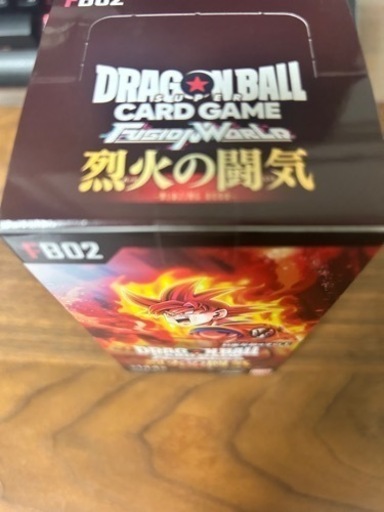 FB02
DRAGON BALL
SUPER
CARD GAME
FUSION WORLD
烈火の闘気
FB02
DRAGON BALL